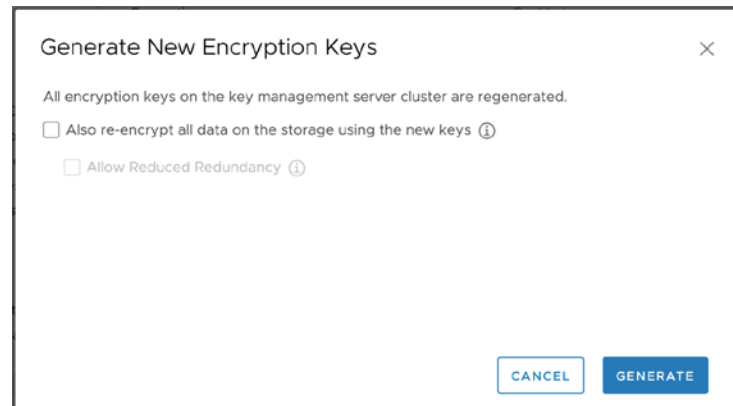 Generate New Encryption Keys
All encryption keys on the key management server cluster are regenerated.
Also re-encrypt all data on the storage using the new keys
Allow Reduced Redundancy
CANCEL
GENERATE